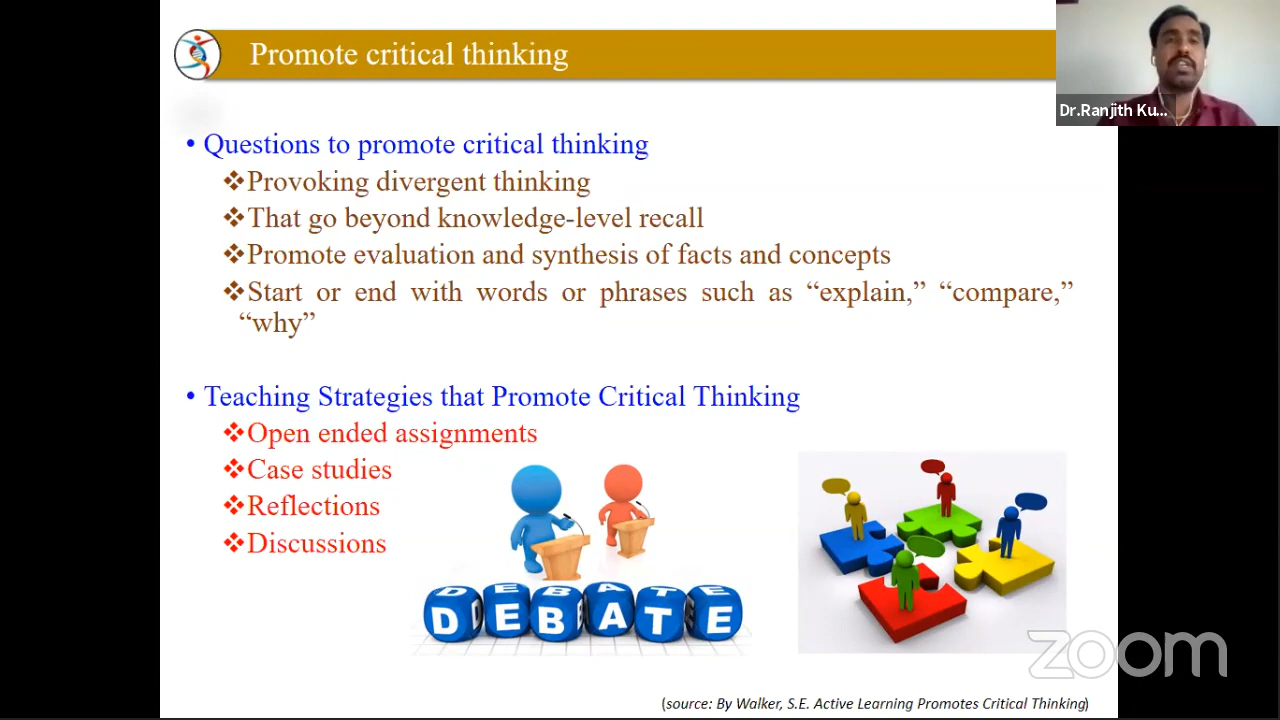 Promote critical thinking
Dr.Ranjith Ku...
• Questions to promote critical thinking
❖Provoking divergent thinking
❖That go beyond knowledge-level recall
❖Promote evaluation and synthesis of facts and concepts
❖Start or end with words or phrases such as “explain,” “compare,”
“why”
• Teaching Strategies that Promote Critical Thinking
❖Open ended assignments
❖Case studies
❖Reflections
❖Discussions
DEBATE
DEBATE
zoom
(source: By Walker, S.E. Active Learning Promotes Critical Thinking)